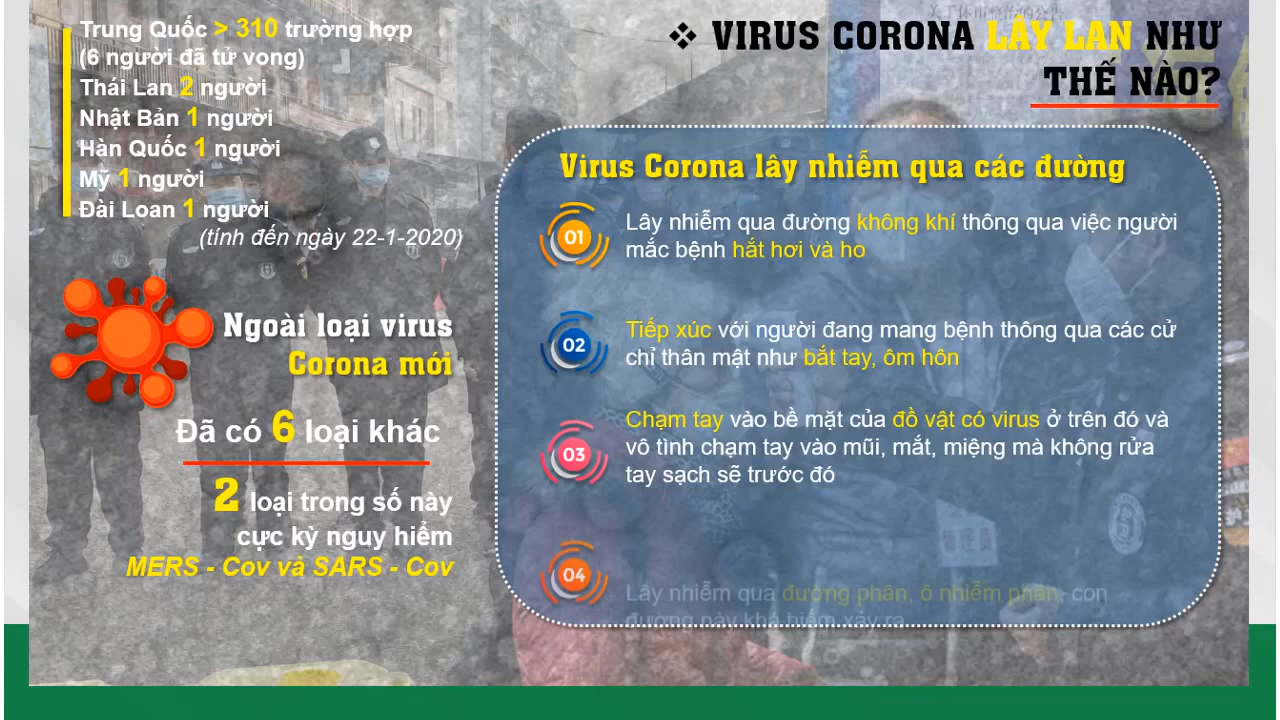 Trung Quốc > 310 trường hợp
(6 người đã tử vong)
Thái Lan 2 người
Nhật Bản 1 người
Hàn Quốc 1 người
Mỹ 1 người
Đài Loan 1 người
(tính đến ngày 22-1-2020)
Ngoài loại virus
Corona mới
Đã có 6 loại khác
2 loại trong số này
cực kỳ nguy hiểm
MERS - Cov và SARS - Cov
❖ VIRUS CORONA LÂY LAN NHƯ
THẾ NÀO?
Virus Corona lây nhiễm qua các đường
01
Lây nhiễm qua đường không khí thông qua việc người
mắc bệnh hắt hơi và ho
02
Tiếp xúc với người đang mang bệnh thông qua các cử
chỉ thân mật như bắt tay, ôm hôn
03
Chạm tay vào bề mặt của đồ vật có virus ở trên đó và
vô tình chạm tay vào mũi, mắt, miệng mà không rửa
tay sạch sẽ trước đó
04
Lây nhiễm qua đường phân, ô nhiễm phân, con
đường này khá hiếm xảy ra